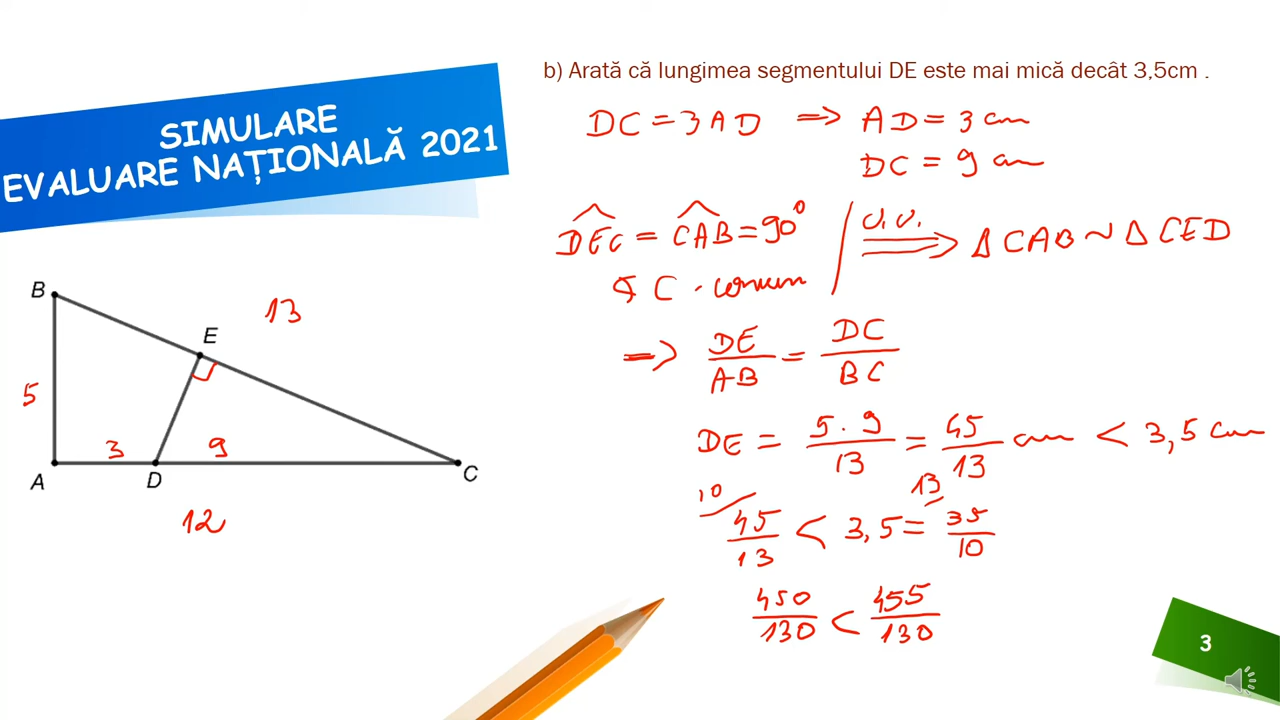 SIMULARE
EVALUARE NAȚIONALĂ 2021
b) Arată că lungimea segmentului DE este mai mică decât 3,5cm .
DC = 3AD ⟹ AD = 3 cm
DC = 9 cm
DEC = CAB = 90° U.U. ⟹ Δ CAB ~ Δ CED
∢ C - comun
⟹ DE/AB = DC/BC
DE = 5·9/13 = 45/13 cm < 3,5 cm
10 13
45/13 < 3,5 = 35/10
450/130 < 455/130
B
13
E
5
3
9
A
D
C
12
3